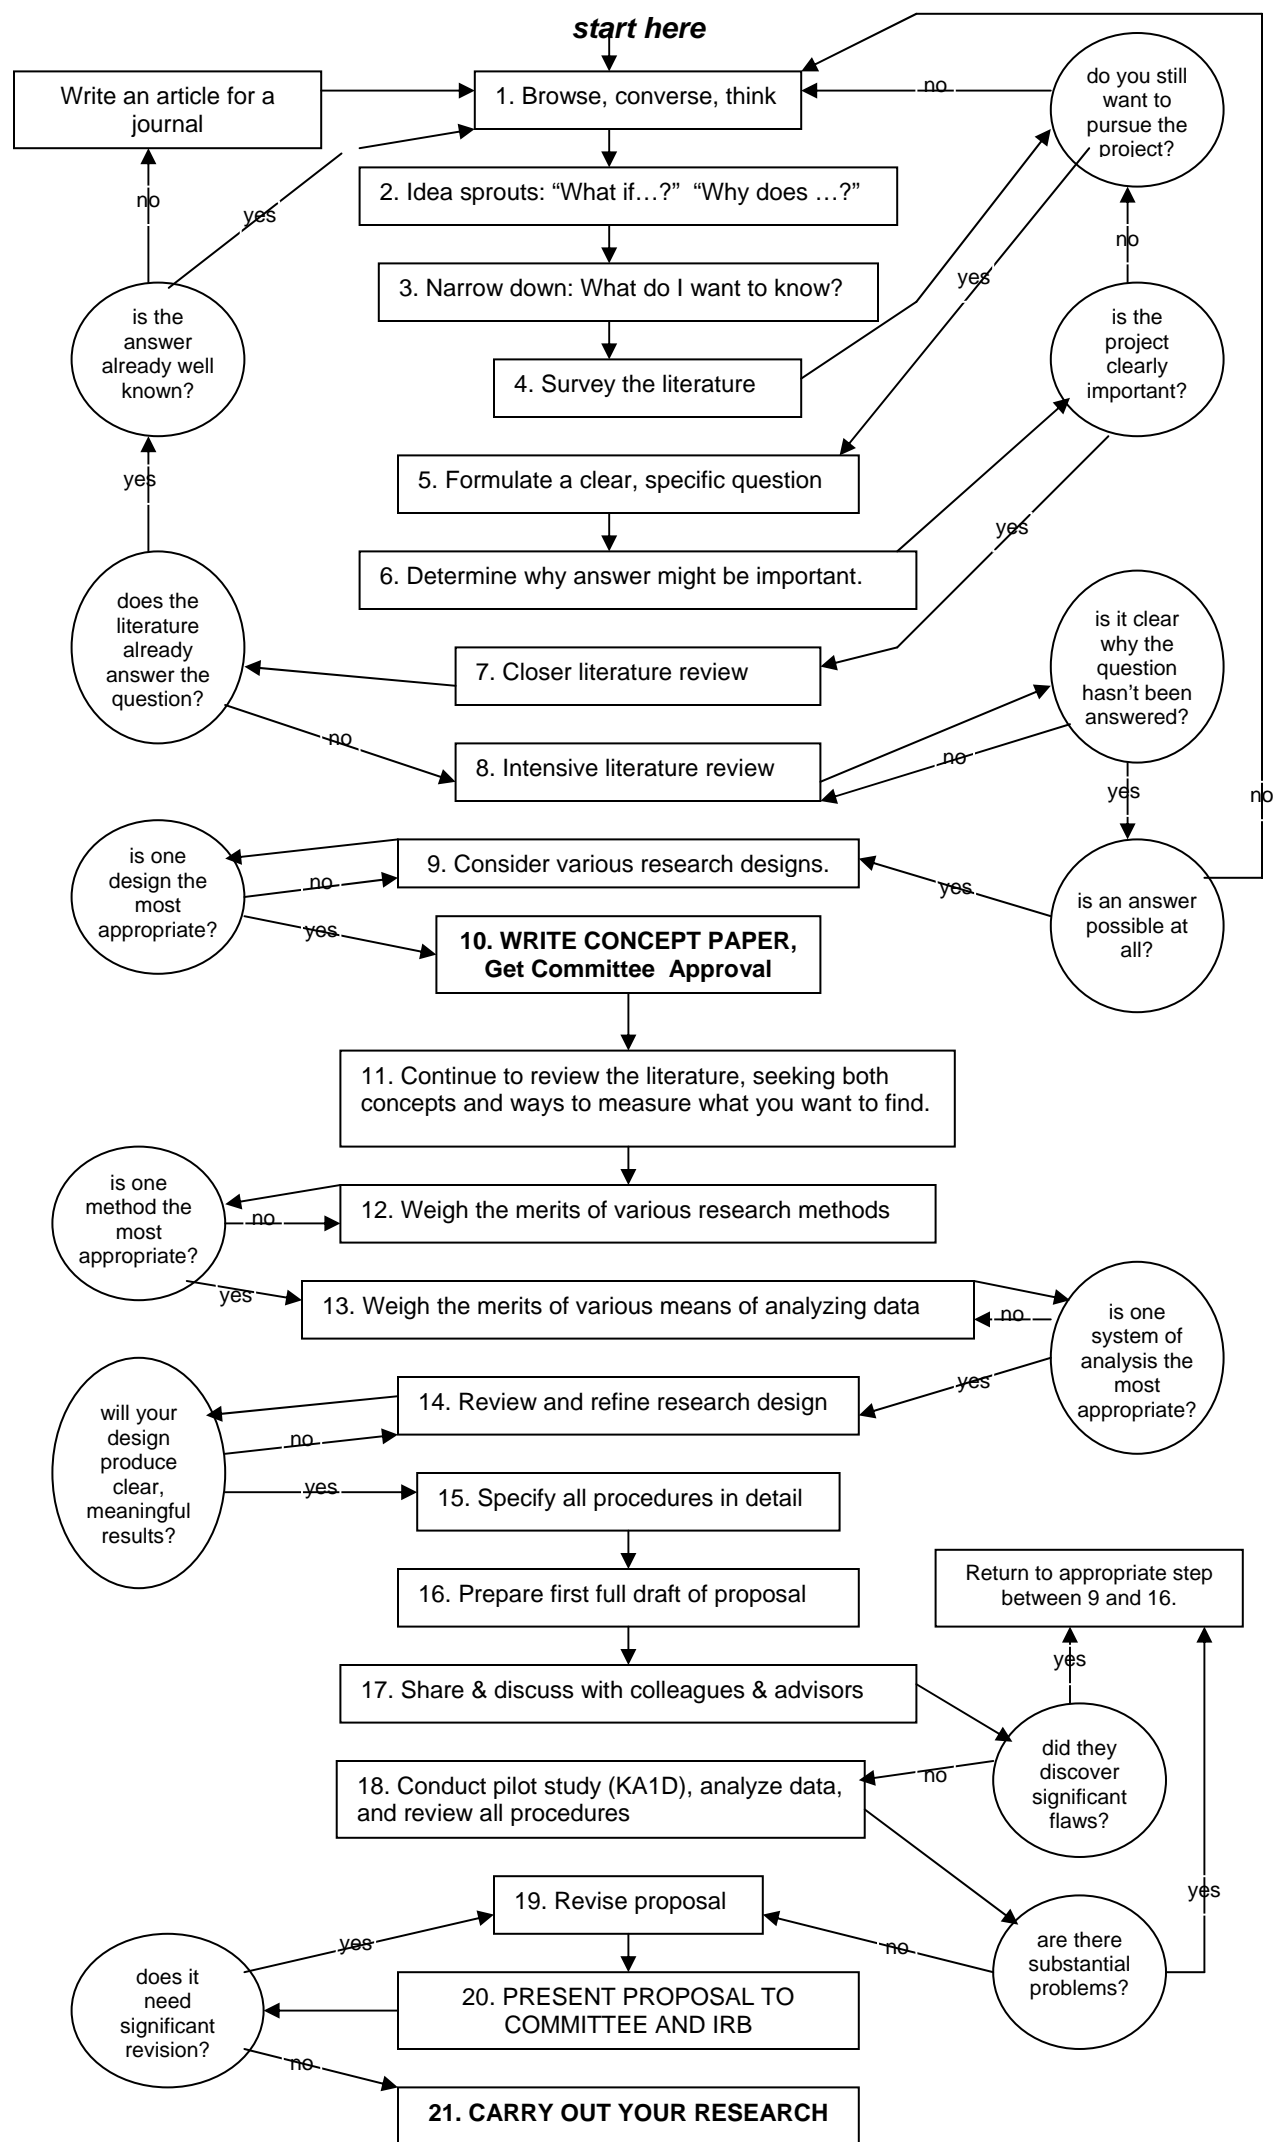 start here
Write an article for a
journal
1. Browse, converse, think
do you still
want to
pursue the
project?
no
2. Idea sprouts: “What if…?” “Why does …?”
no
yes
no
3. Narrow down: What do I want to know?
yes
is the
answer
already well
known?
is the
project
clearly
important?
4. Survey the literature
yes
5. Formulate a clear, specific question
yes
6. Determine why answer might be important.
does the
literature
already
answer the
question?
is it clear
why the
question
hasn’t been
answered?
7. Closer literature review
no
8. Intensive literature review
no
yes
no
is one
design the
most
appropriate?
9. Consider various research designs.
no
yes
yes
is an answer
possible at
all?
10. WRITE CONCEPT PAPER,
Get Committee  Approval
11. Continue to review the literature, seeking both
concepts and ways to measure what you want to find.
is one
method the
most
appropriate?
12. Weigh the merits of various research methods
no
yes
13. Weigh the merits of various means of analyzing data
no
is one
system of
analysis the
most
appropriate?
yes
14. Review and refine research design
will your
design
produce
clear,
meaningful
results?
no
yes
15. Specify all procedures in detail
16. Prepare first full draft of proposal
Return to appropriate step
between 9 and 16.
17. Share & discuss with colleagues & advisors
yes
did they
discover
significant
flaws?
no
18. Conduct pilot study (KA1D), analyze data,
and review all procedures
yes
19. Revise proposal
yes
no
are there
substantial
problems?
does it
need
significant
revision?
20. PRESENT PROPOSAL TO
COMMITTEE AND IRB
no
21. CARRY OUT YOUR RESEARCH